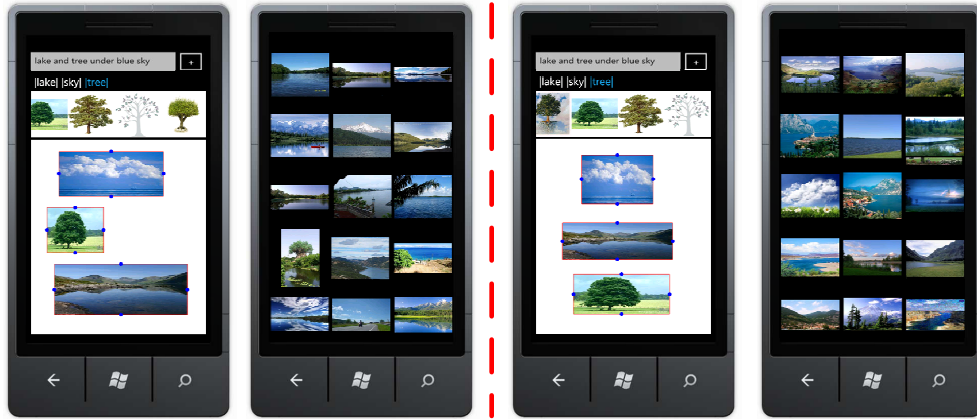 lake and tree under blue sky
+
|lake| |sky| |tree|
lake and tree under blue sky
+
|lake| |sky| |tree|